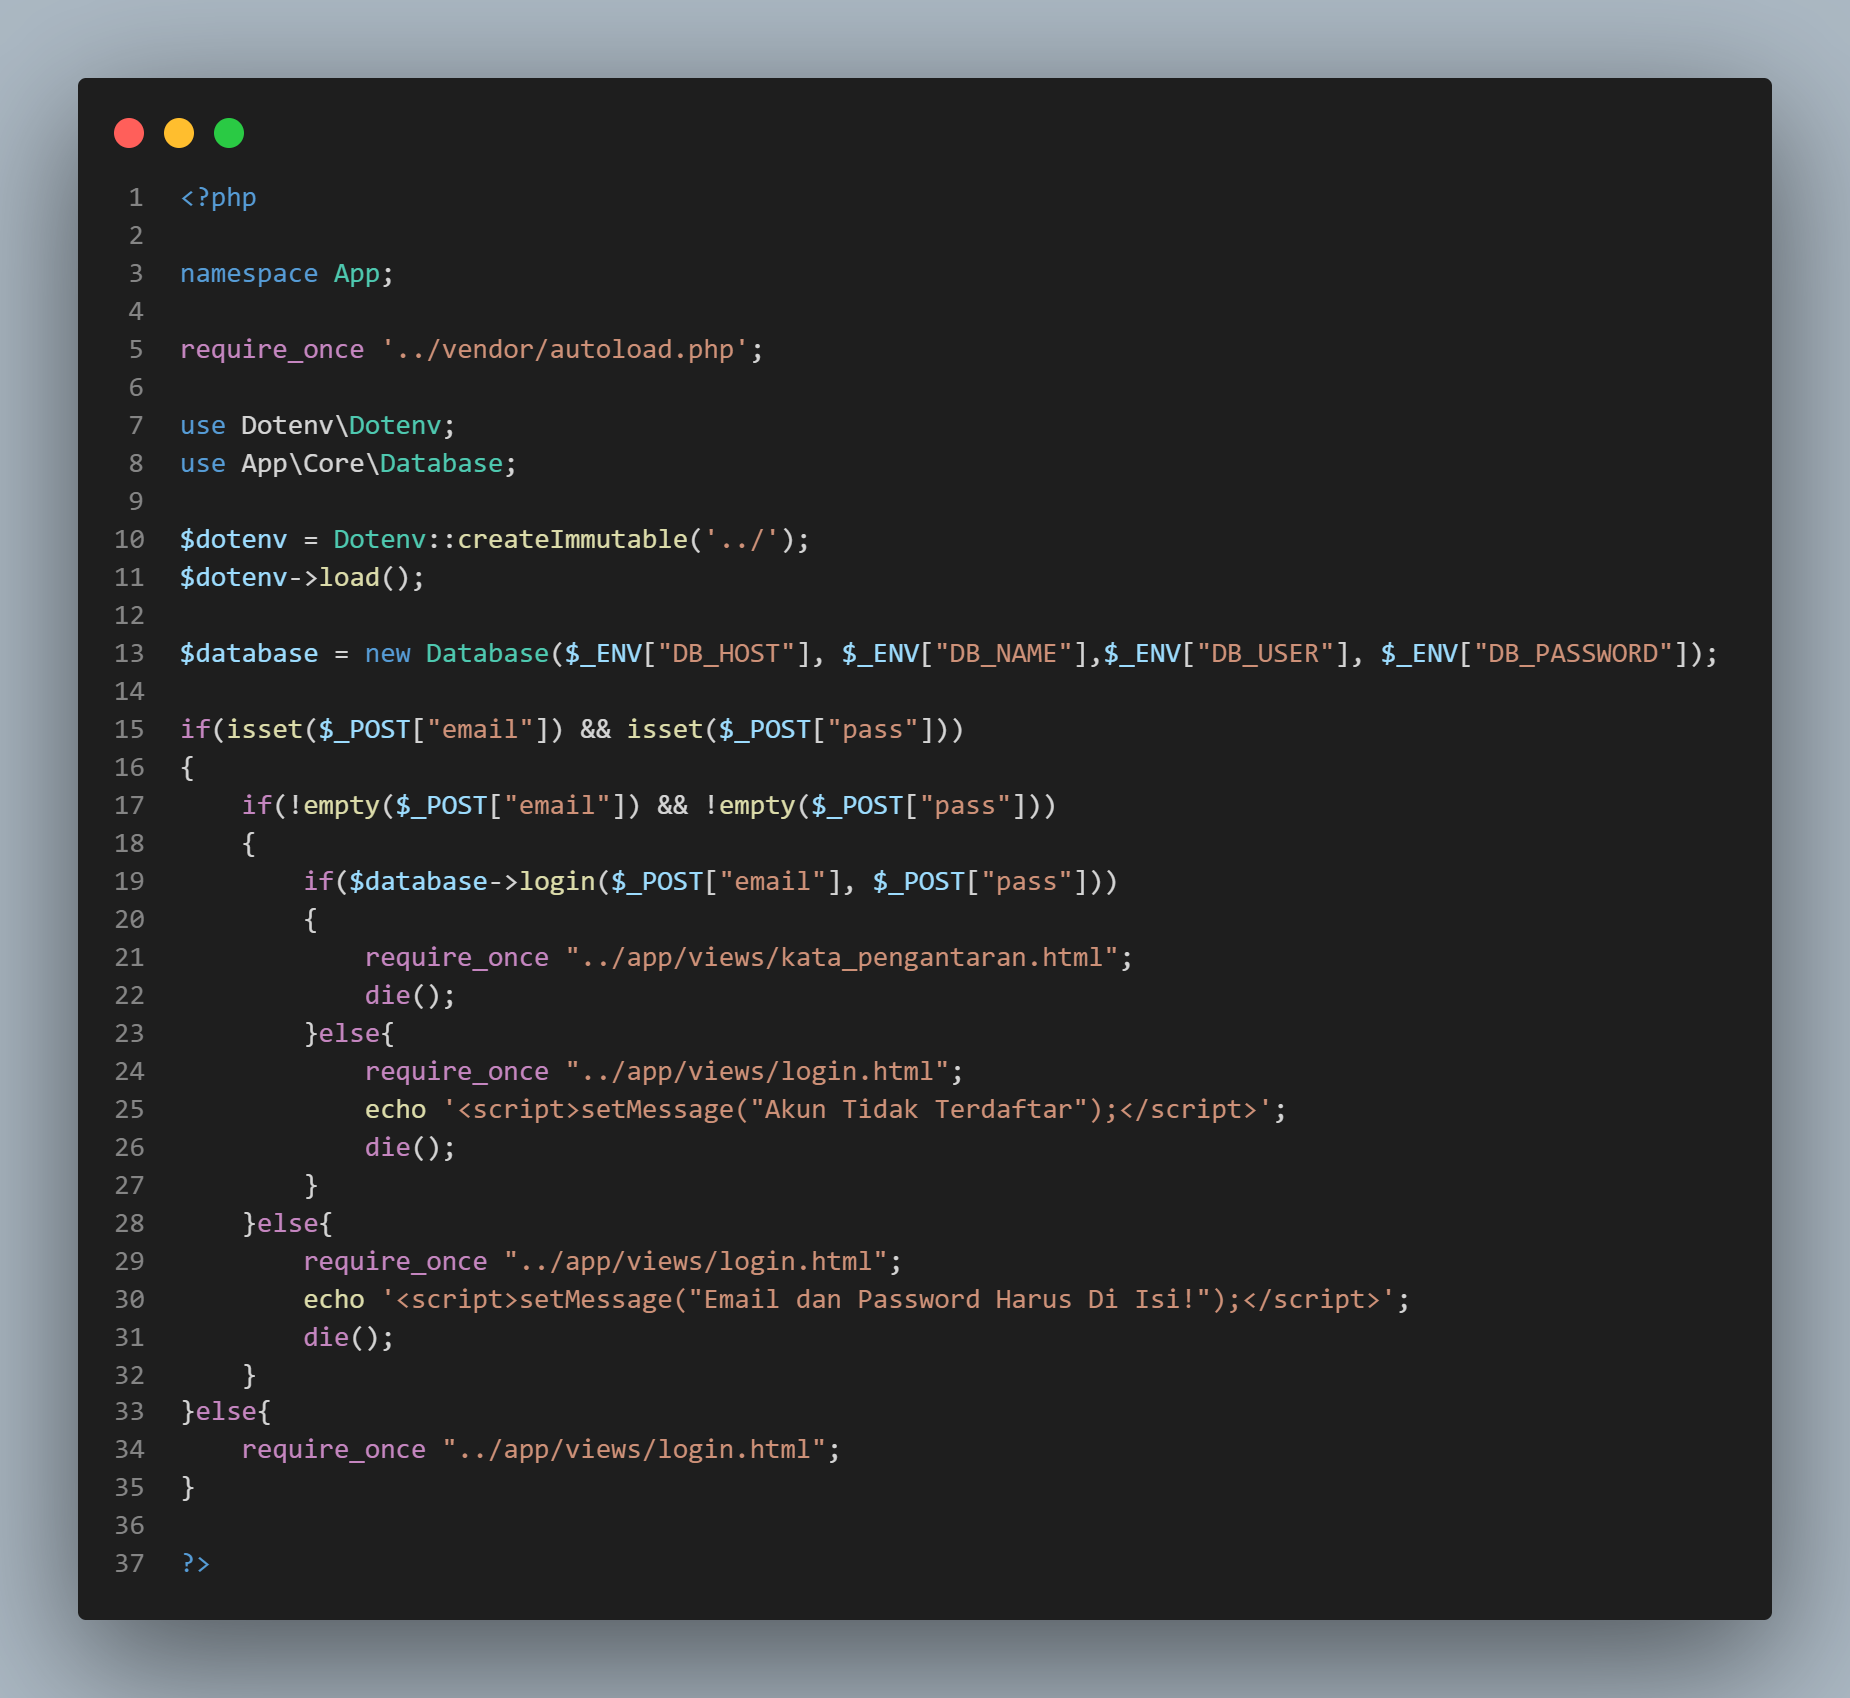 1 <?php
2
3 namespace App;
4
5 require_once '../vendor/autoload.php';
6
7 use Dotenv\Dotenv;
8 use App\Core\Database;
9
10 $dotenv = Dotenv::createImmutable('../');
11 $dotenv->load();
12
13 $database = new Database($_ENV["DB_HOST"], $_ENV["DB_NAME"],$_ENV["DB_USER"], $_ENV["DB_PASSWORD"]);
14
15 if(isset($_POST["email"]) && isset($_POST["pass"]))
16 {
17     if(!empty($_POST["email"]) && !empty($_POST["pass"]))
18     {
19         if($database->login($_POST["email"], $_POST["pass"]))
20         {
21             require_once "../app/views/kata_pengantaran.html";
22             die();
23         }else{
24             require_once "../app/views/login.html";
25             echo '<script>setMessage("Akun Tidak Terdaftar");</script>';
26             die();
27         }
28     }else{
29         require_once "../app/views/login.html";
30         echo '<script>setMessage("Email dan Password Harus Di Isi!");</script>';
31         die();
32     }
33 }else{
34     require_once "../app/views/login.html";
35 }
36
37 ?>